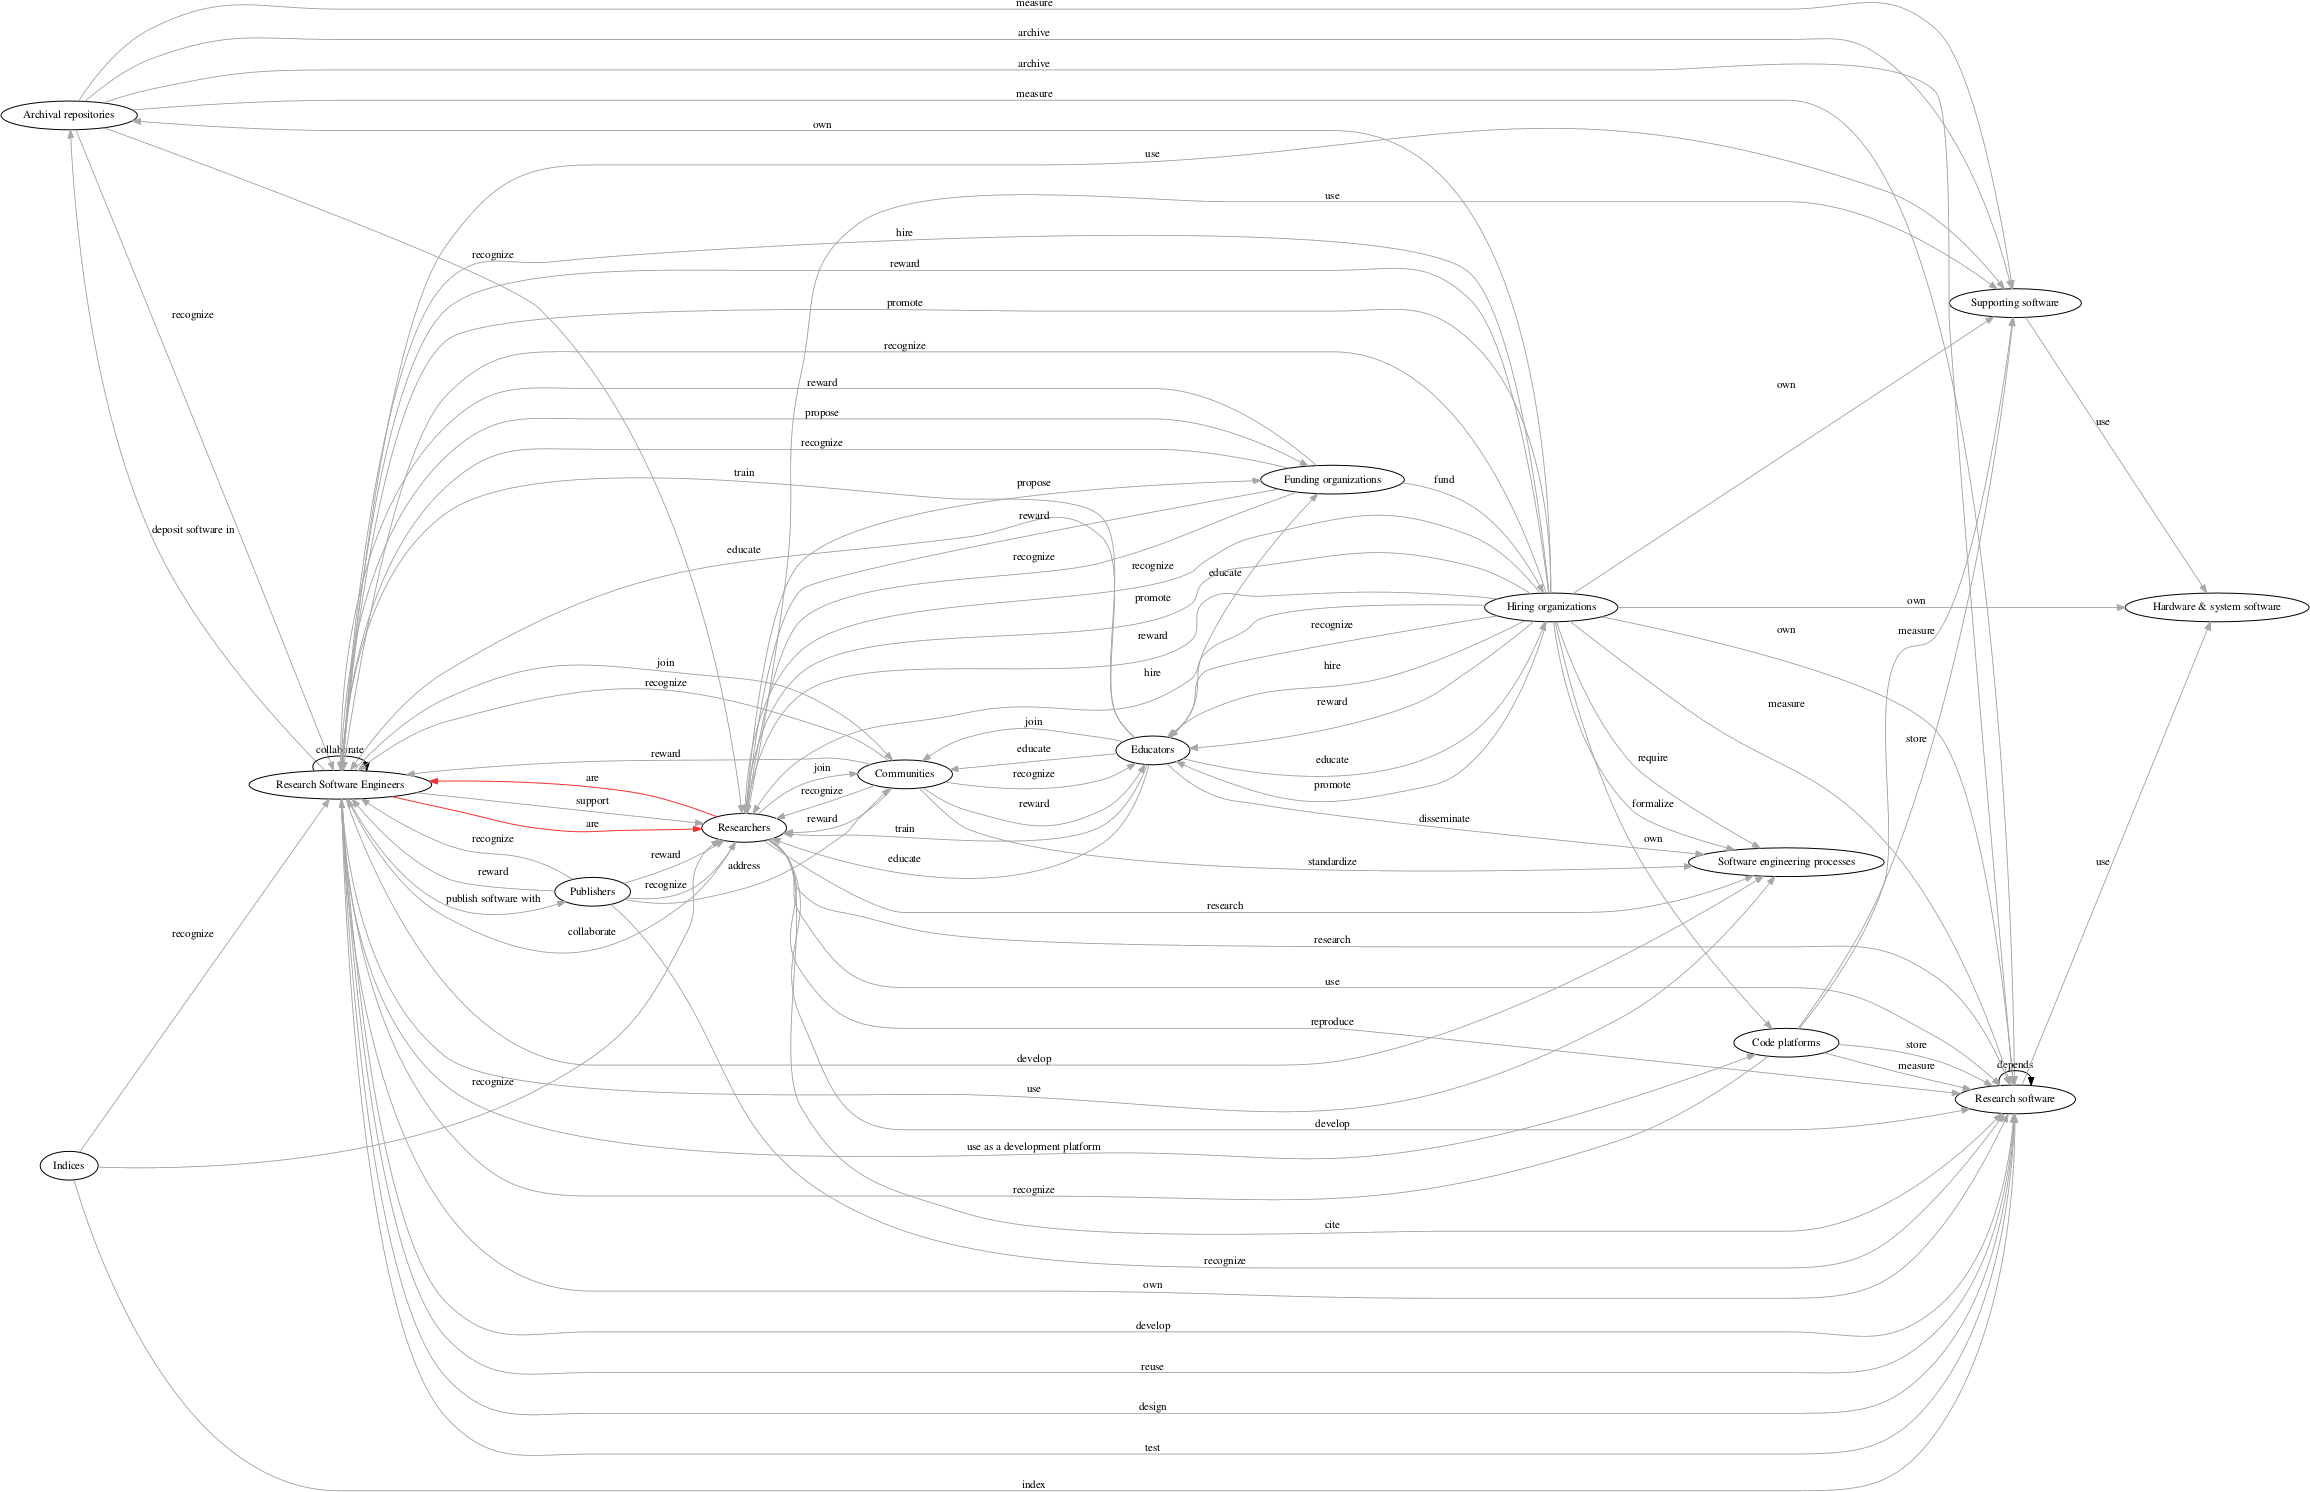 measure
archive
archive
measure
Archival repositories
own
use
use
hire
recognize
reward
promote
Supporting software
recognize
recognize
reward
own
propose
use
recognize
train
propose
Funding organizations
fund
reward
deposit software in
educate
recognize
recognize
educate
promote
own
Hiring organizations
Hardware & system software
recognize
own
measure
reward
join
hire
hire
recognize
reward
measure
join
store
collaborate
reward
educate
Educators
require
educate
join
Communities
recognize
are
Research Software Engineers
promote
recognize
support
reward
formalize
are
Researchers
reward
train
disseminate
recognize
own
reward
address
educate
standardize
Software engineering processes
reward
recognize
Publishers
publish software with
research
recognize
collaborate
research
use
reproduce
Code platforms
store
develop
measure
depends
recognize
use
Research software
develop
use as a development platform
Indices
recognize
cite
recognize
own
develop
reuse
design
test
index
use